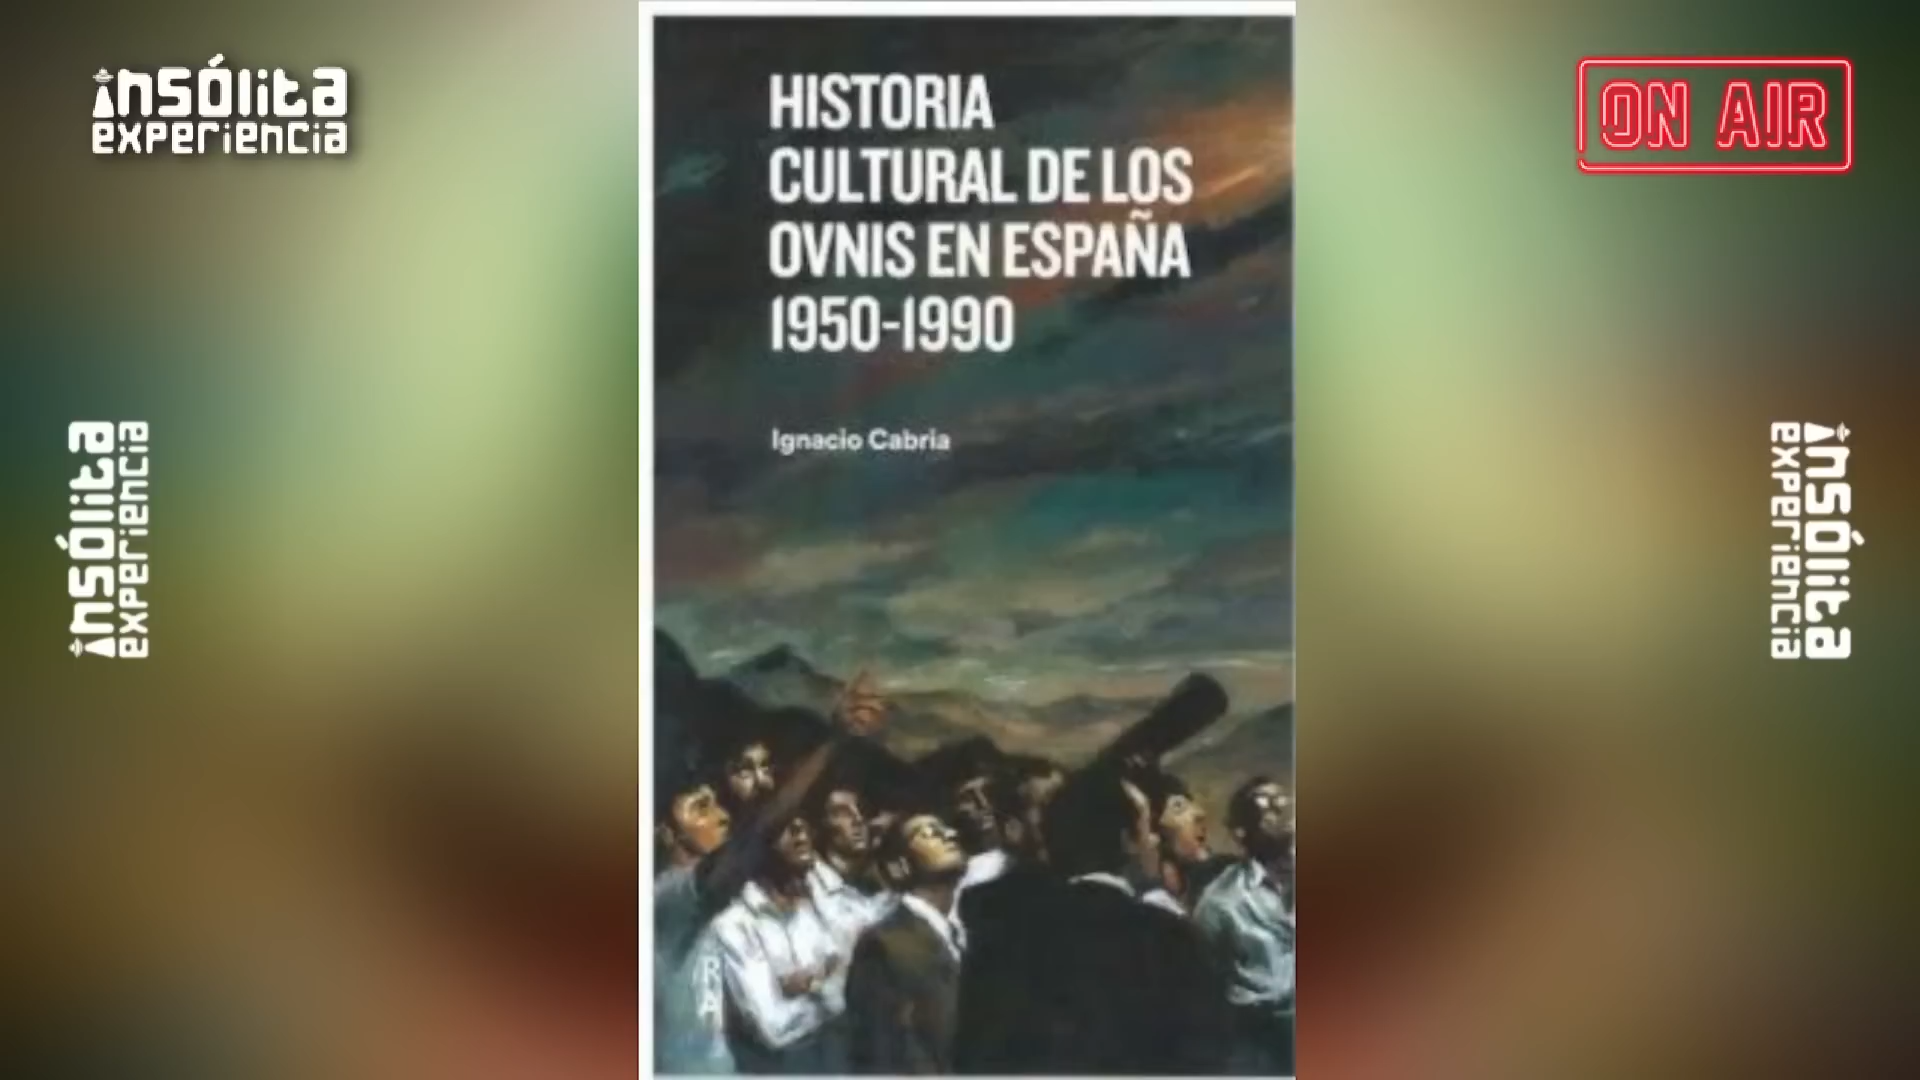 insólita
experiencia
ON AIR
HISTORIA
CULTURAL DE LOS
OVNIS EN ESPAÑA
1950-1990
Ignacio Cabria
insólita
experiencia
insólita
experiencia
R
A